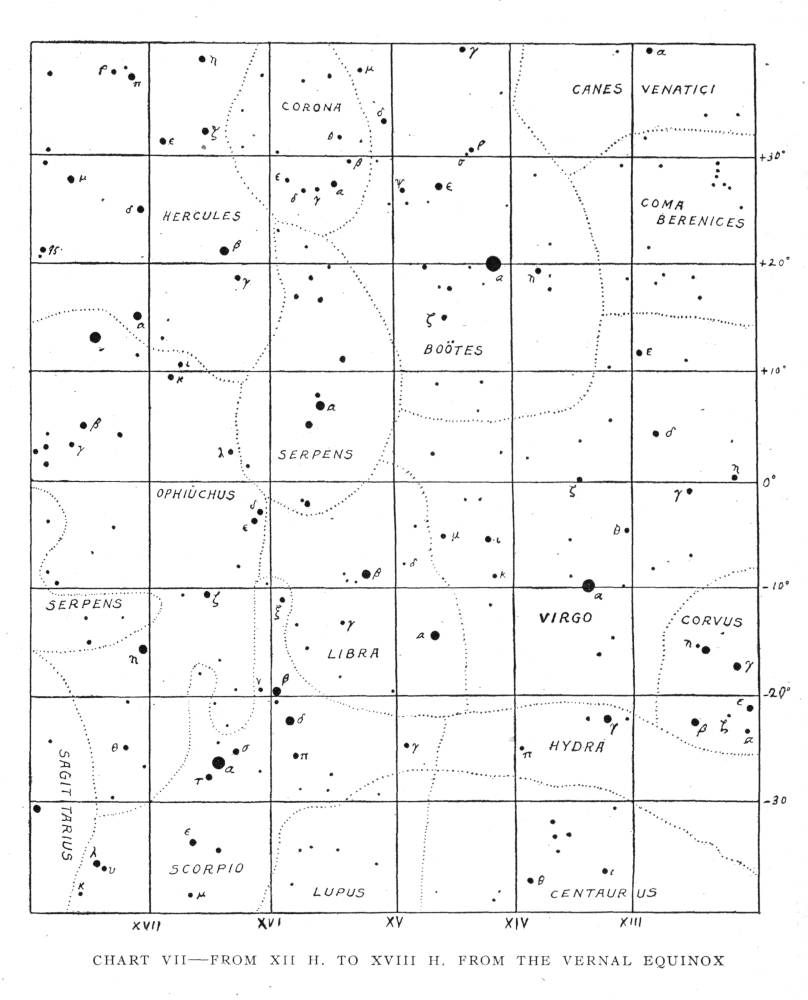 η γ α
ρ π μ
CANES VENATICI
CORONA
δ
ε ζ θ ρ
σ
+30°
β
μ ε ν ε
δ γ α
δ
HERCULES
COMA
BERENICES
95.
β
+20°
γ α η
ζ
α
BOÖTES
ε
ι
κ
+10°
α
β δ
γ λ
SERPENS
η
0°
OPHIUCHUS
ζ γ
δ
ε
μ ι θ
δ
β κ
-10°
SERPENS ζ ξ α
VIRGO CORVUS
γ
α
η
η
LIBRA
γ
ν β
-20°
ε
δ
γ β ζ
α
θ σ γ
π π
HYDRA
α
τ
SAGITTARIUS
-30
ε
λ
υ
SCORPIO
ι
θ
κ
μ
LUPUS
CENTAURUS
XVII XVI XV XIV XIII
CHART VII—FROM XII H. TO XVIII H. FROM THE VERNAL EQUINOX